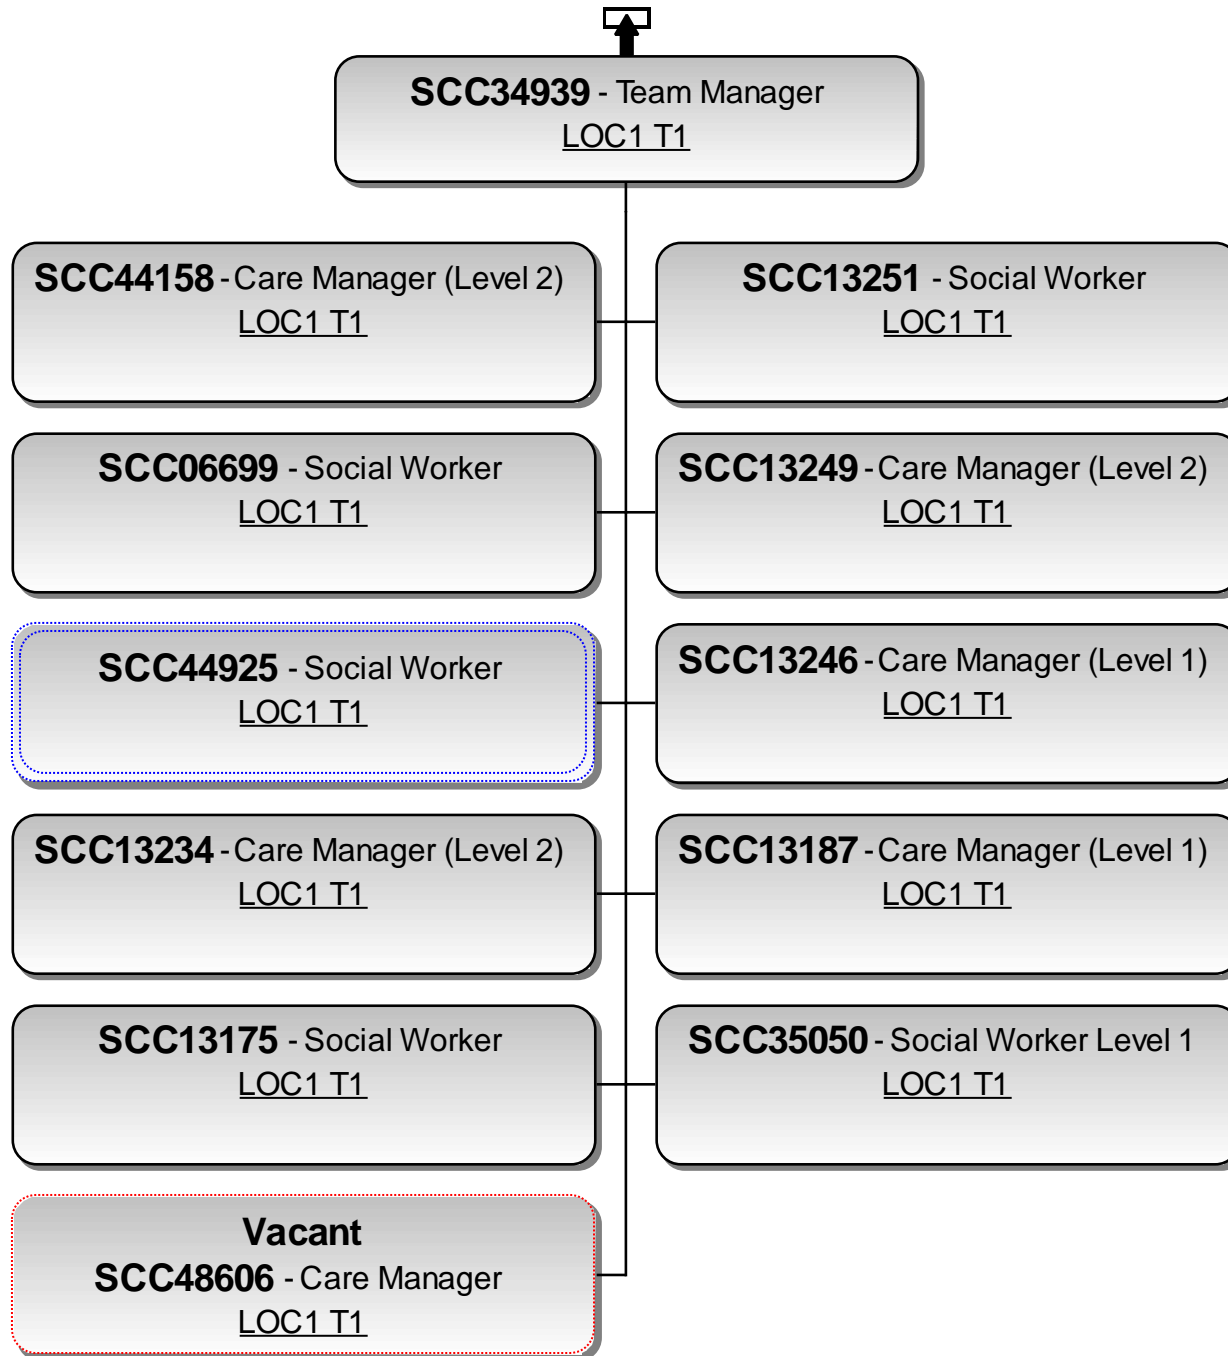 SCC34939 - Team Manager
LOC1 T1
SCC44158 - Care Manager (Level 2)
LOC1 T1
SCC13251 - Social Worker
LOC1 T1
SCC06699 - Social Worker
LOC1 T1
SCC13249 - Care Manager (Level 2)
LOC1 T1
SCC44925 - Social Worker
LOC1 T1
SCC13246 - Care Manager (Level 1)
LOC1 T1
SCC13234 - Care Manager (Level 2)
LOC1 T1
SCC13187 - Care Manager (Level 1)
LOC1 T1
SCC13175 - Social Worker
LOC1 T1
SCC35050 - Social Worker Level 1
LOC1 T1
Vacant
SCC48606 - Care Manager
LOC1 T1